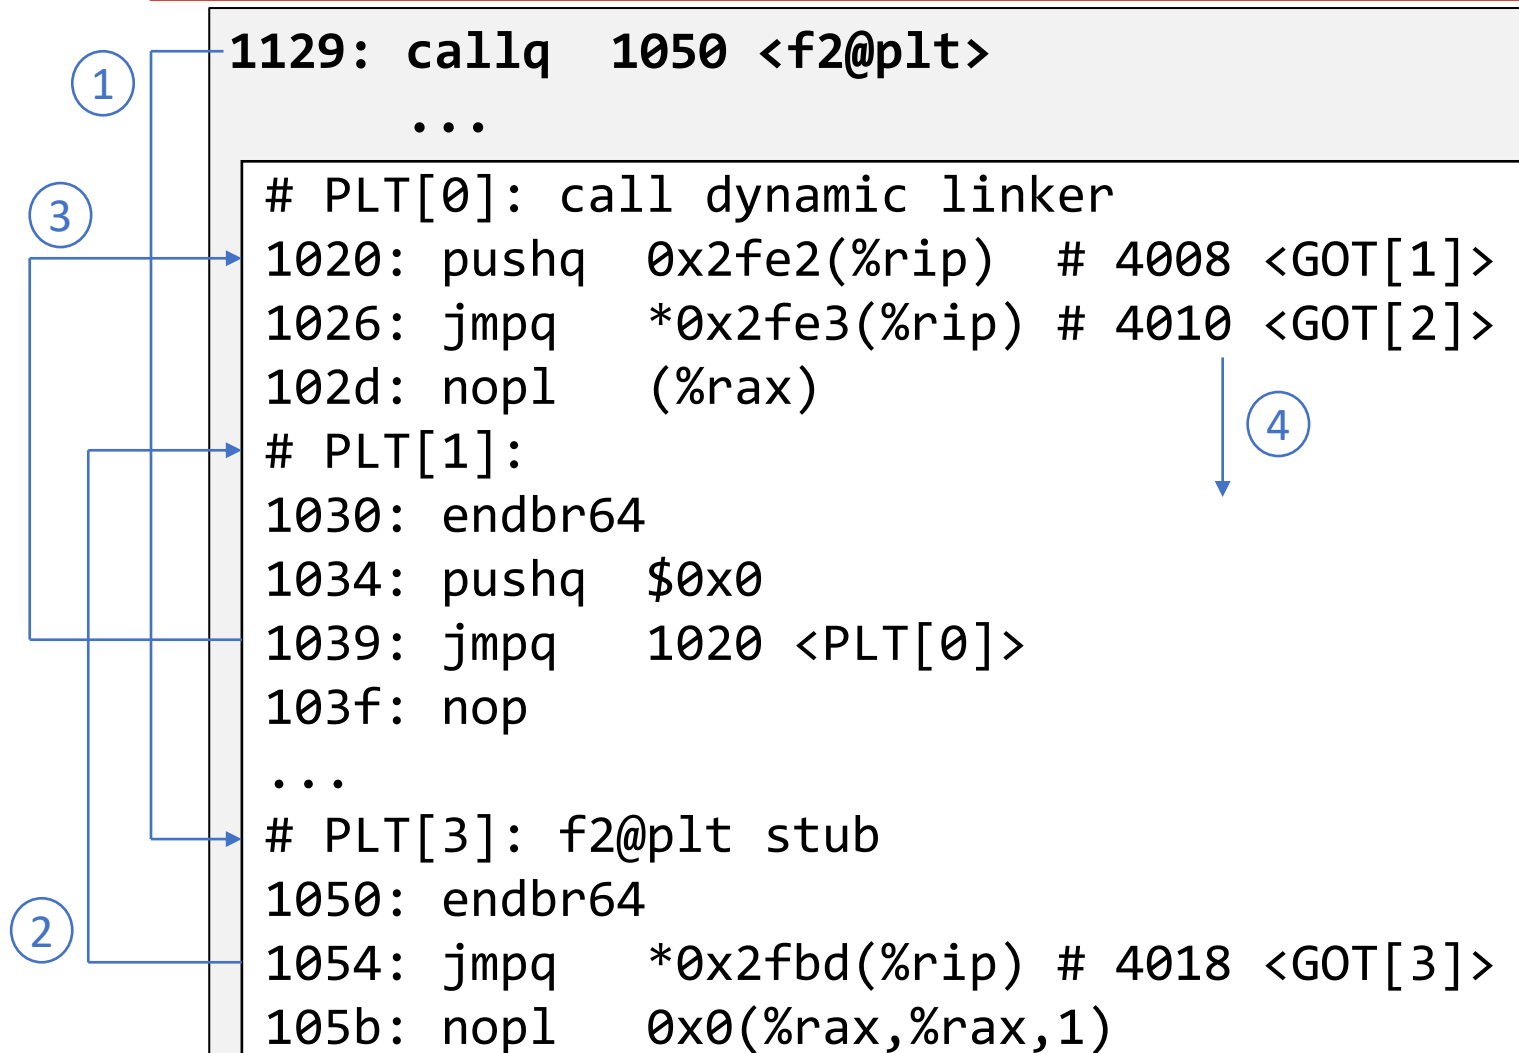 1129: callq  1050 <f2@plt>
1
...
# PLT[0]: call dynamic linker
3
1020: pushq  0x2fe2(%rip)  # 4008 <GOT[1]>
1026: jmpq   *0x2fe3(%rip) # 4010 <GOT[2]>
102d: nopl   (%rax)
4
# PLT[1]:
1030: endbr64
1034: pushq  $0x0
1039: jmpq   1020 <PLT[0]>
103f: nop
...
# PLT[3]: f2@plt stub
1050: endbr64
2
1054: jmpq   *0x2fbd(%rip) # 4018 <GOT[3]>
105b: nopl   0x0(%rax,%rax,1)